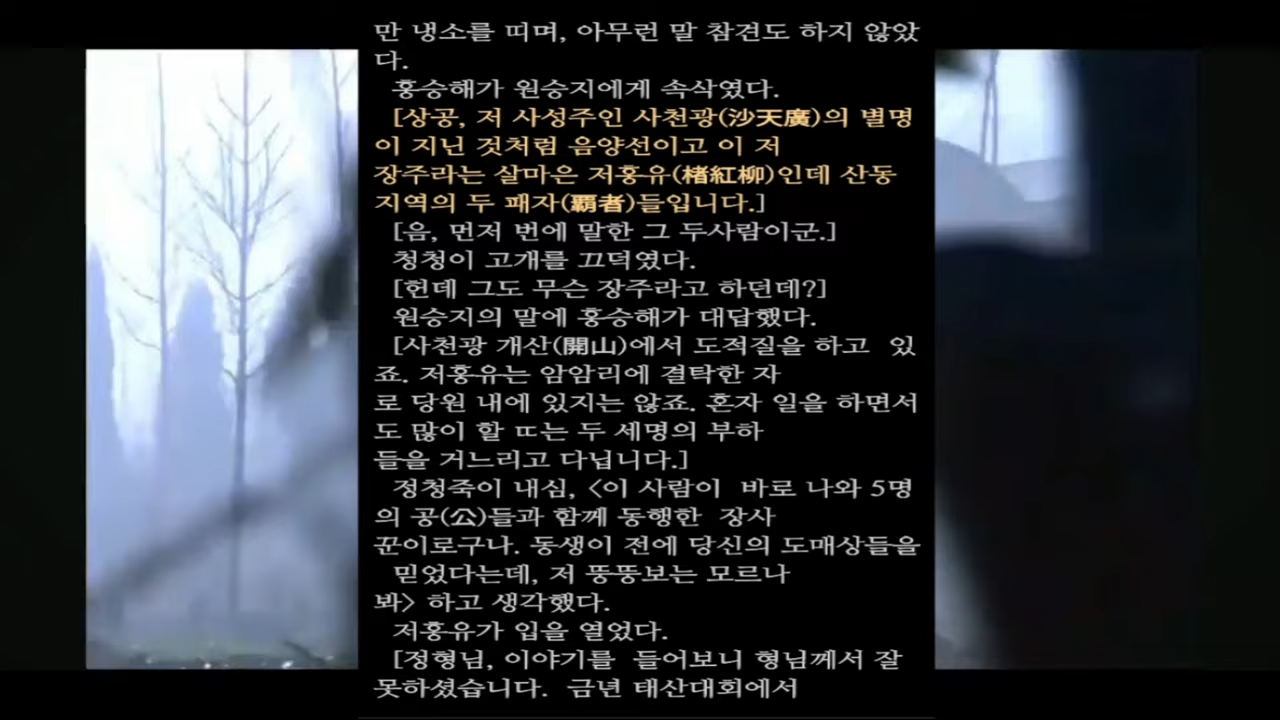 만 냉소를 띠며, 아무런 말 참견도 하지 않았
다.
홍승해가 원승지에게 속삭였다.
[상공, 저 사성주인 사천광(沙天廣)의 별명
이 지닌 것처럼 음양선이고 이 저
장주라는 살마은 저홍유(楮紅柳)인데 산동
지역의 두 패자(覇者)들입니다.]
[음, 먼저 번에 말한 그 두사람이군.]
청청이 고개를 끄덕였다.
[헌데 그도 무슨 장주라고 하던데?]
원승지의 말에 홍승해가 대답했다.
[사천광 개산(開山)에서 도적질을 하고 있
죠. 저홍유는 암암리에 결탁한 자
로 당원 내에 있지는 않죠. 혼자 일을 하면서
도 많이 할 ㄸ는 두 세명의 부하
들을 거느리고 다닙니다.]
정청죽이 내심, <이 사람이 바로 나와 5명
의 공(公)들과 함께 동행한 장사
꾼이로구나. 동생이 전에 당신의 도매상들을
믿었다는데, 저 뚱뚱보는 모르나
봐> 하고 생각했다.
저홍유가 입을 열었다.
[정형님, 이야기를 들어보니 형님께서 잘
못하셨습니다. 금년 태산대회에서